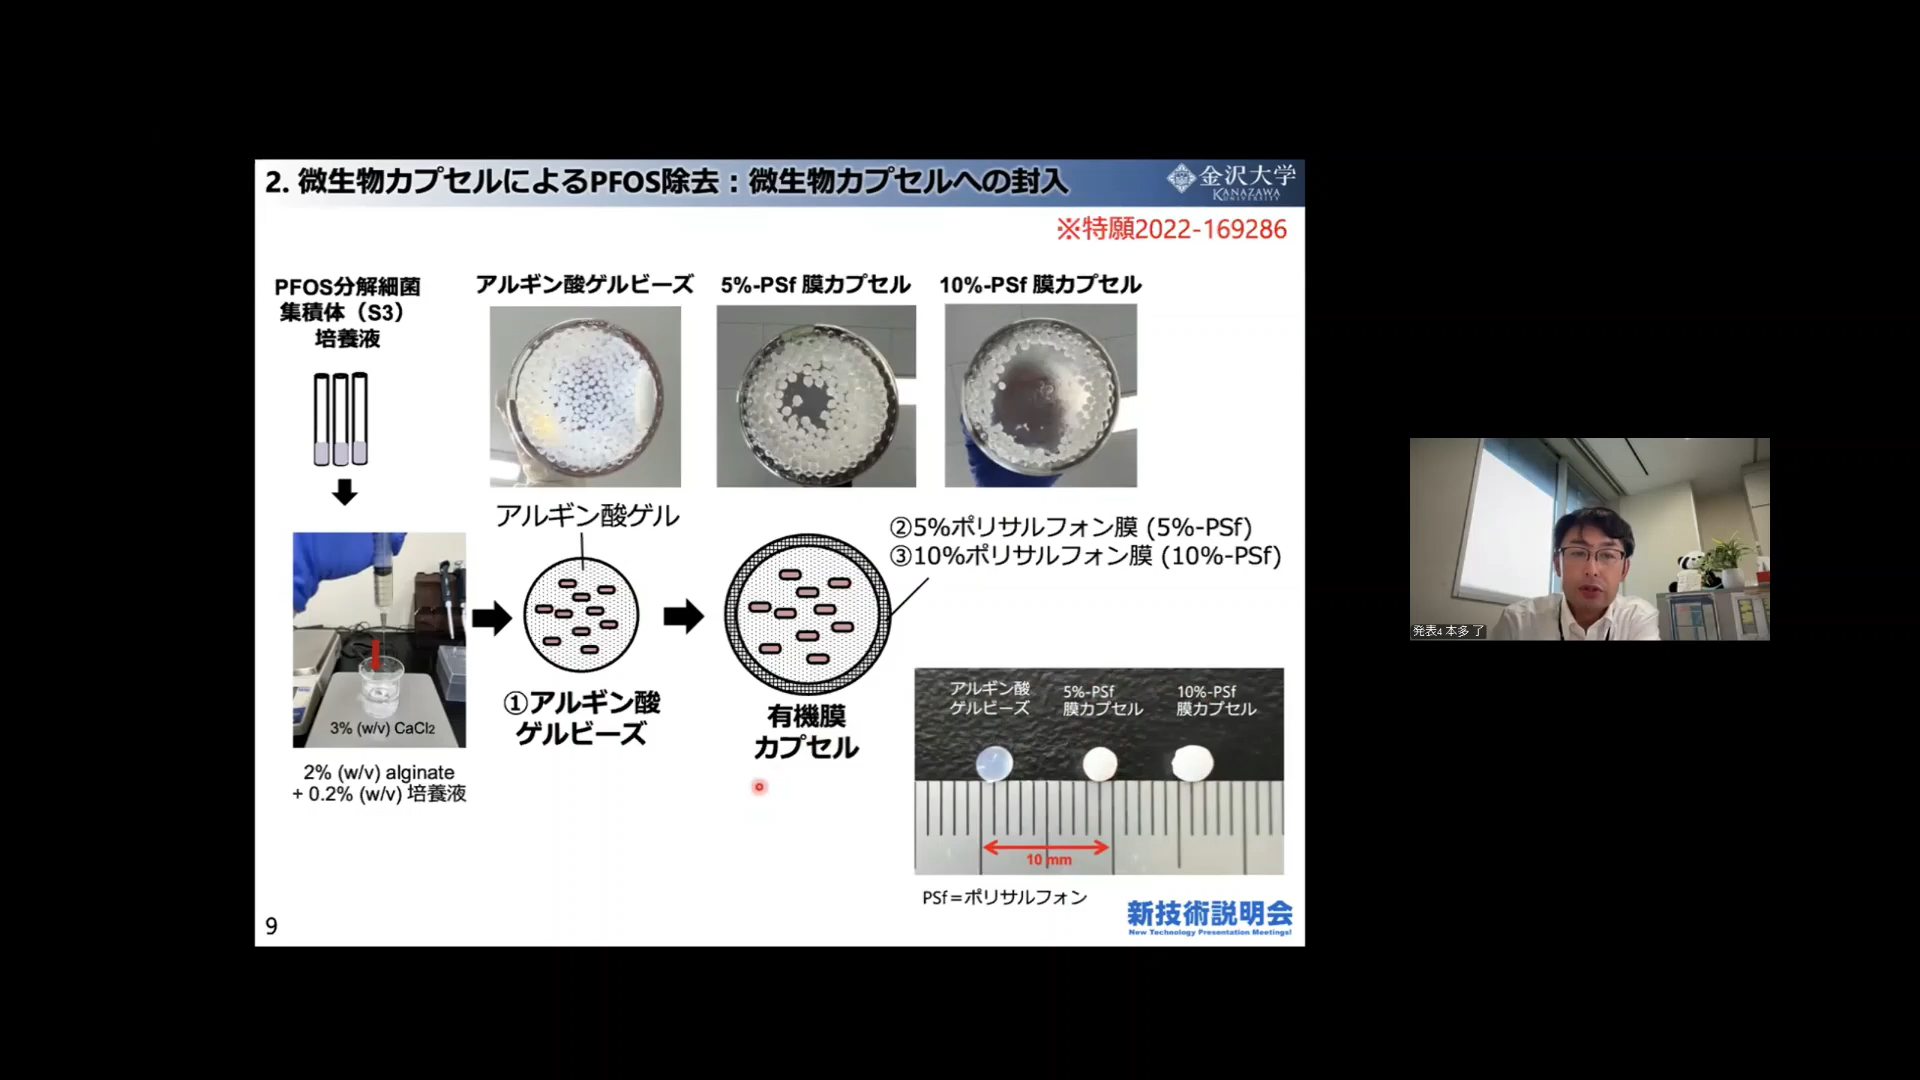 2. 微生物カプセルによるPFOS除去：微生物カプセルへの封入
金沢大学
KANAZAWA
UNIVERSITY
※特願2022-169286
PFOS分解細菌
集積体（S3）
培養液
アルギン酸ゲルビーズ
5%-PSf 膜カプセル
10%-PSf 膜カプセル
アルギン酸ゲル
②5%ポリサルフォン膜 (5%-PSf)
③10%ポリサルフォン膜 (10%-PSf)
3% (w/v) CaCl2
2% (w/v) alginate
+ 0.2% (w/v) 培養液
①アルギン酸
ゲルビーズ
有機膜
カプセル
アルギン酸
ゲルビーズ
5%-PSf
膜カプセル
10%-PSf
膜カプセル
10 mm
PSf＝ポリサルフォン
新技術説明会
New Technology Presentation Meetings!
9
発表4 本多 了